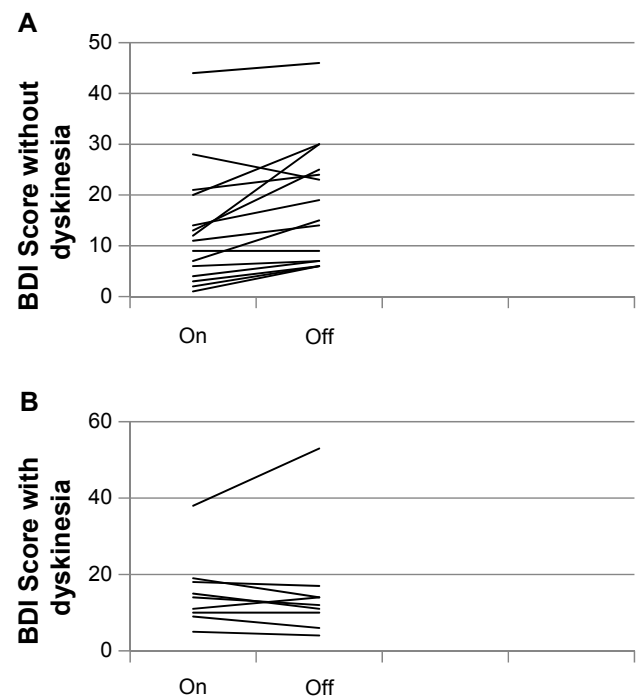 A
50
40
30
20
10
0
BDI Score without
dyskinesia
On Off
B
60
40
20
0
BDI Score with
dyskinesia
On Off